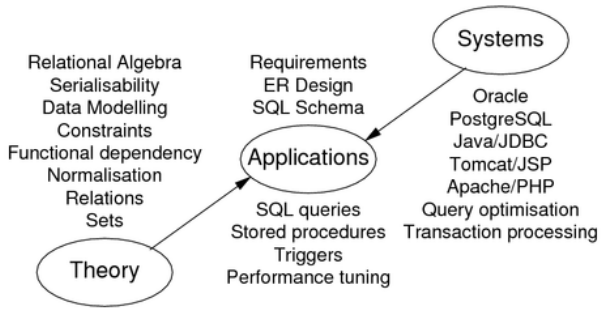 Systems
Relational Algebra
Serialisability
Data Modelling
Constraints
Functional dependency
Normalisation
Relations
Sets
Theory
Requirements
ER Design
SQL Schema
Applications
SQL queries
Stored procedures
Triggers
Performance tuning
Oracle
PostgreSQL
Java/JDBC
Tomcat/JSP
Apache/PHP
Query optimisation
Transaction processing